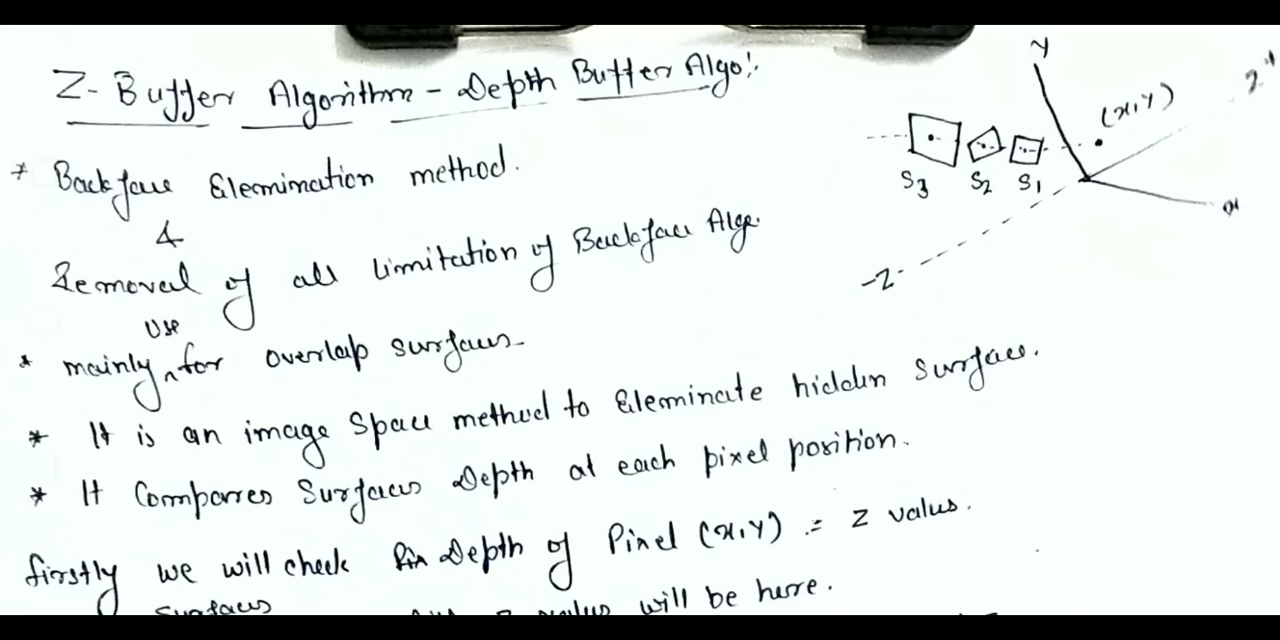 Z-Buffer Algorithm - Depth Buffer Algo:
* Backface Elemination method.
&
Removal of all limitation of Backface Algo.
* mainly use for overlap surfaces
* It is an image space method to Eleminate hidden surface.
* It Compares Surfaces Depth at each pixel position.
firstly we will check Depth of Pixel (x,y) = z values.
surfaces will be here.
y
(x,y)
S3 S2 S1
x
-Z